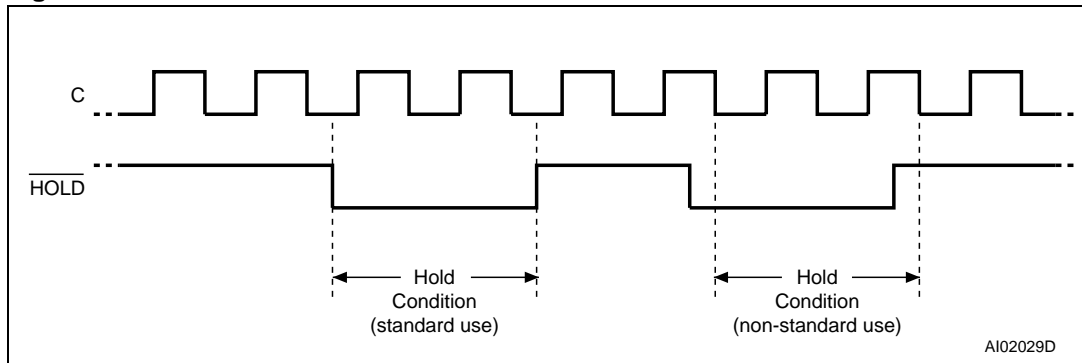 C
HOLD
Hold
Condition
(standard use)
Hold
Condition
(non-standard use)
AI02029D